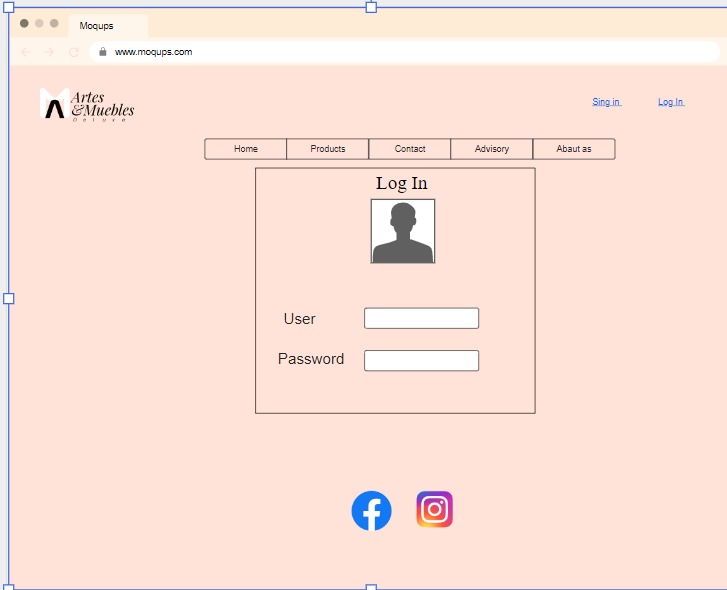 Moqups
www.moqups.com
Artes
&Muebles
Deluxe
Sing in
Log In
Home
Products
Contact
Advisory
Abaut as
Log In
User
Password